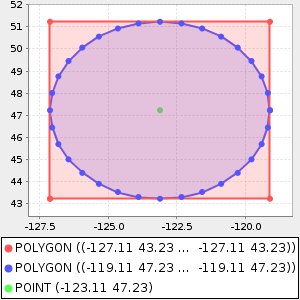 52
51
50
49
48
47
46
45
44
43
-127.5 -125.0 -122.5 -120.0
POLYGON ((-127.11 43.23 ... -127.11 43.23))
POLYGON ((-119.11 47.23 ... -119.11 47.23))
POINT (-123.11 47.23)